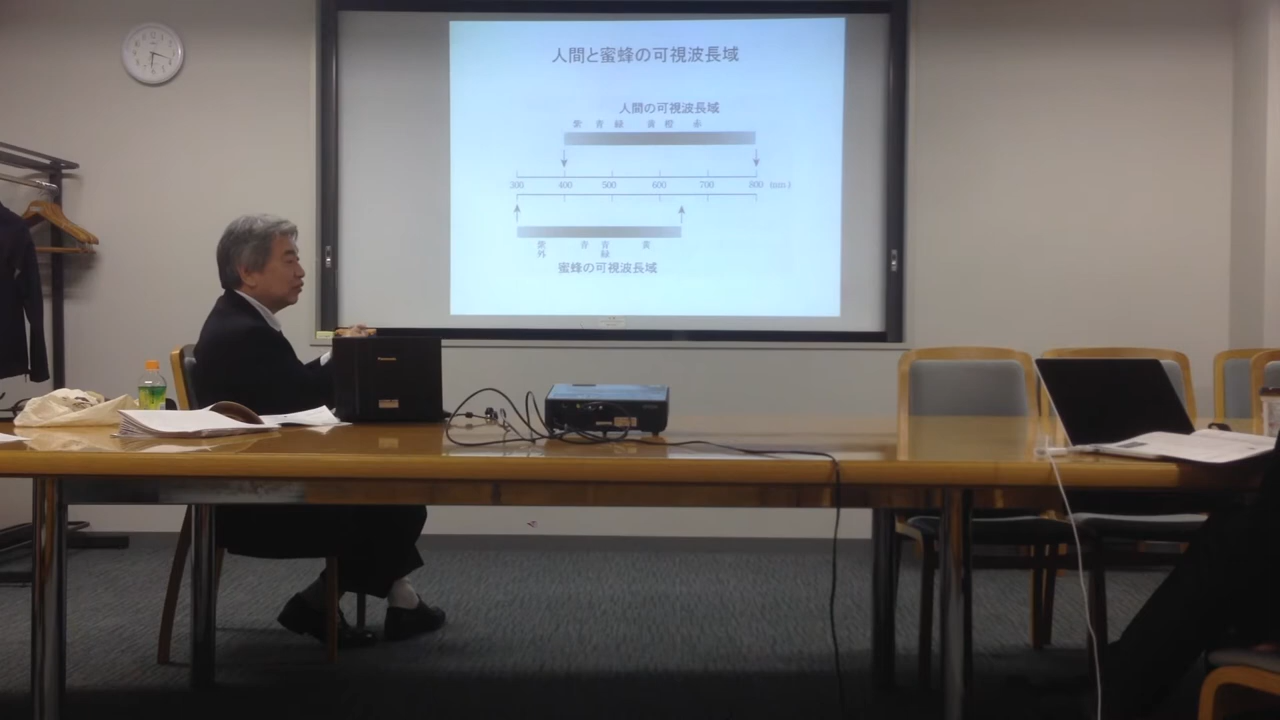 人間と蜜蜂の可視波長域
人間の可視波長域
紫 青 緑 黄 橙 赤
300 400 500 600 700 800 (nm)
紫外 青 青緑 黄
蜜蜂の可視波長域
Panasonic